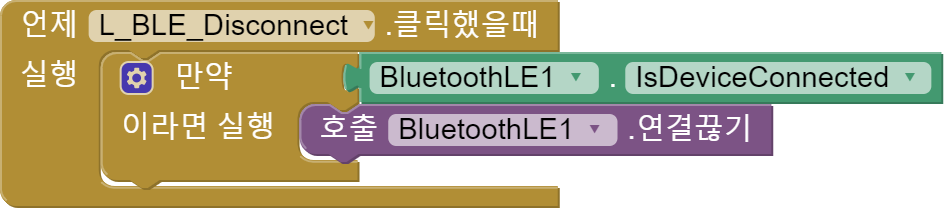 언제 L_BLE_Disconnect .클릭했을때
실행 만약 BluetoothLE1 . IsDeviceConnected
이라면 실행 호출 BluetoothLE1 .연결끊기